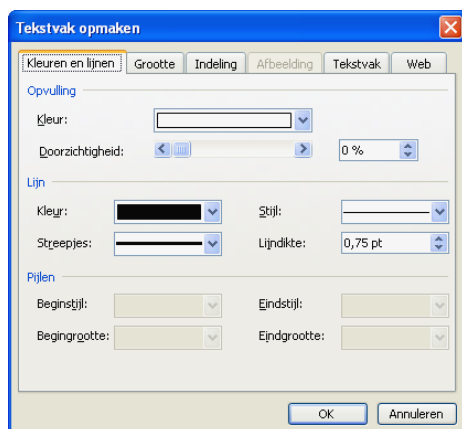 Tekstvak opmaken
Kleuren en lijnen Grootte Indeling Afbeelding Tekstvak Web
Opvulling
Kleur:
Doorzichtigheid: 0 %
Lijn
Kleur: Stijl:
Streepjes: Lijndikte: 0,75 pt
Pijlen
Beginstijl: Eindstijl:
Begingrootte: Eindgrootte:
OK Annuleren